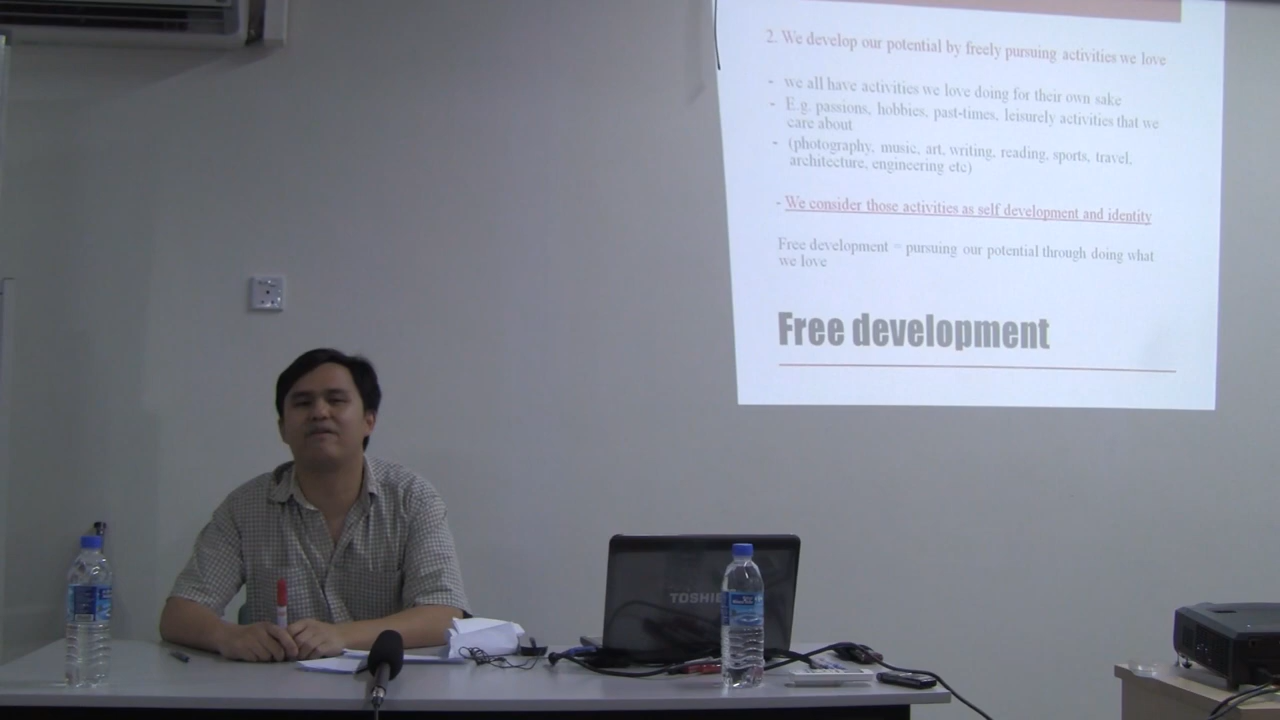 2. We develop our potential by freely pursuing activities we love
- we all have activities we love doing for their own sake
- E.g. passions, hobbies, past-times, leisurely activities that we
care about
- (photography, music, art, writing, reading, sports, travel,
architecture, engineering etc)
- We consider those activities as self development and identity
Free development = pursuing our potential through doing what
we love
Free development